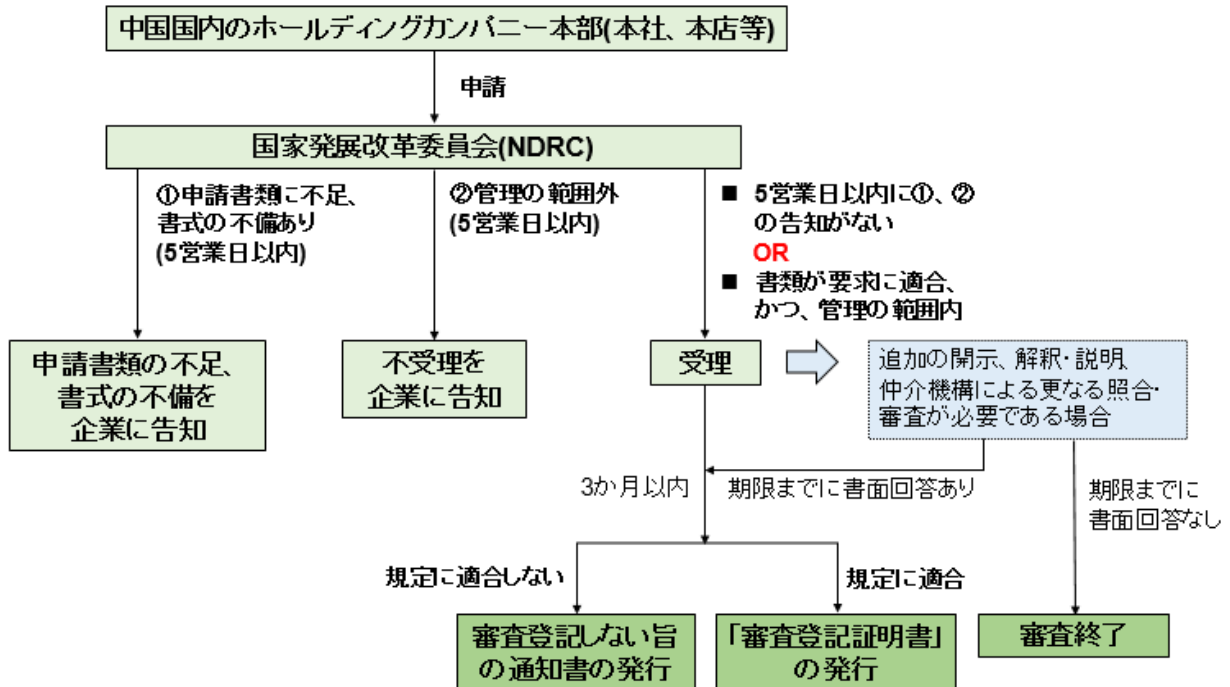 中国国内のホールディングカンパニー本部(本社、本店等)
申請
国家発展改革委員会(NDRC)
①申請書類に不足、
書式の不備あり
(5営業日以内)
②管理の範囲外
(5営業日以内)
■ 5営業日以内に①、②
の告知がない
OR
■ 書類が要求に適合、
かつ、管理の範囲内
申請書類の不足、
書式の不備を
企業に告知
不受理を
企業に告知
受理
追加の開示、解釈・説明、
仲介機構による更なる照合・
審査が必要である場合
3か月以内
期限までに書面回答あり
期限までに
書面回答なし
規定に適合しない
規定に適合
審査登記しない旨
の通知書の発行
「審査登記証明書」
の発行
審査終了